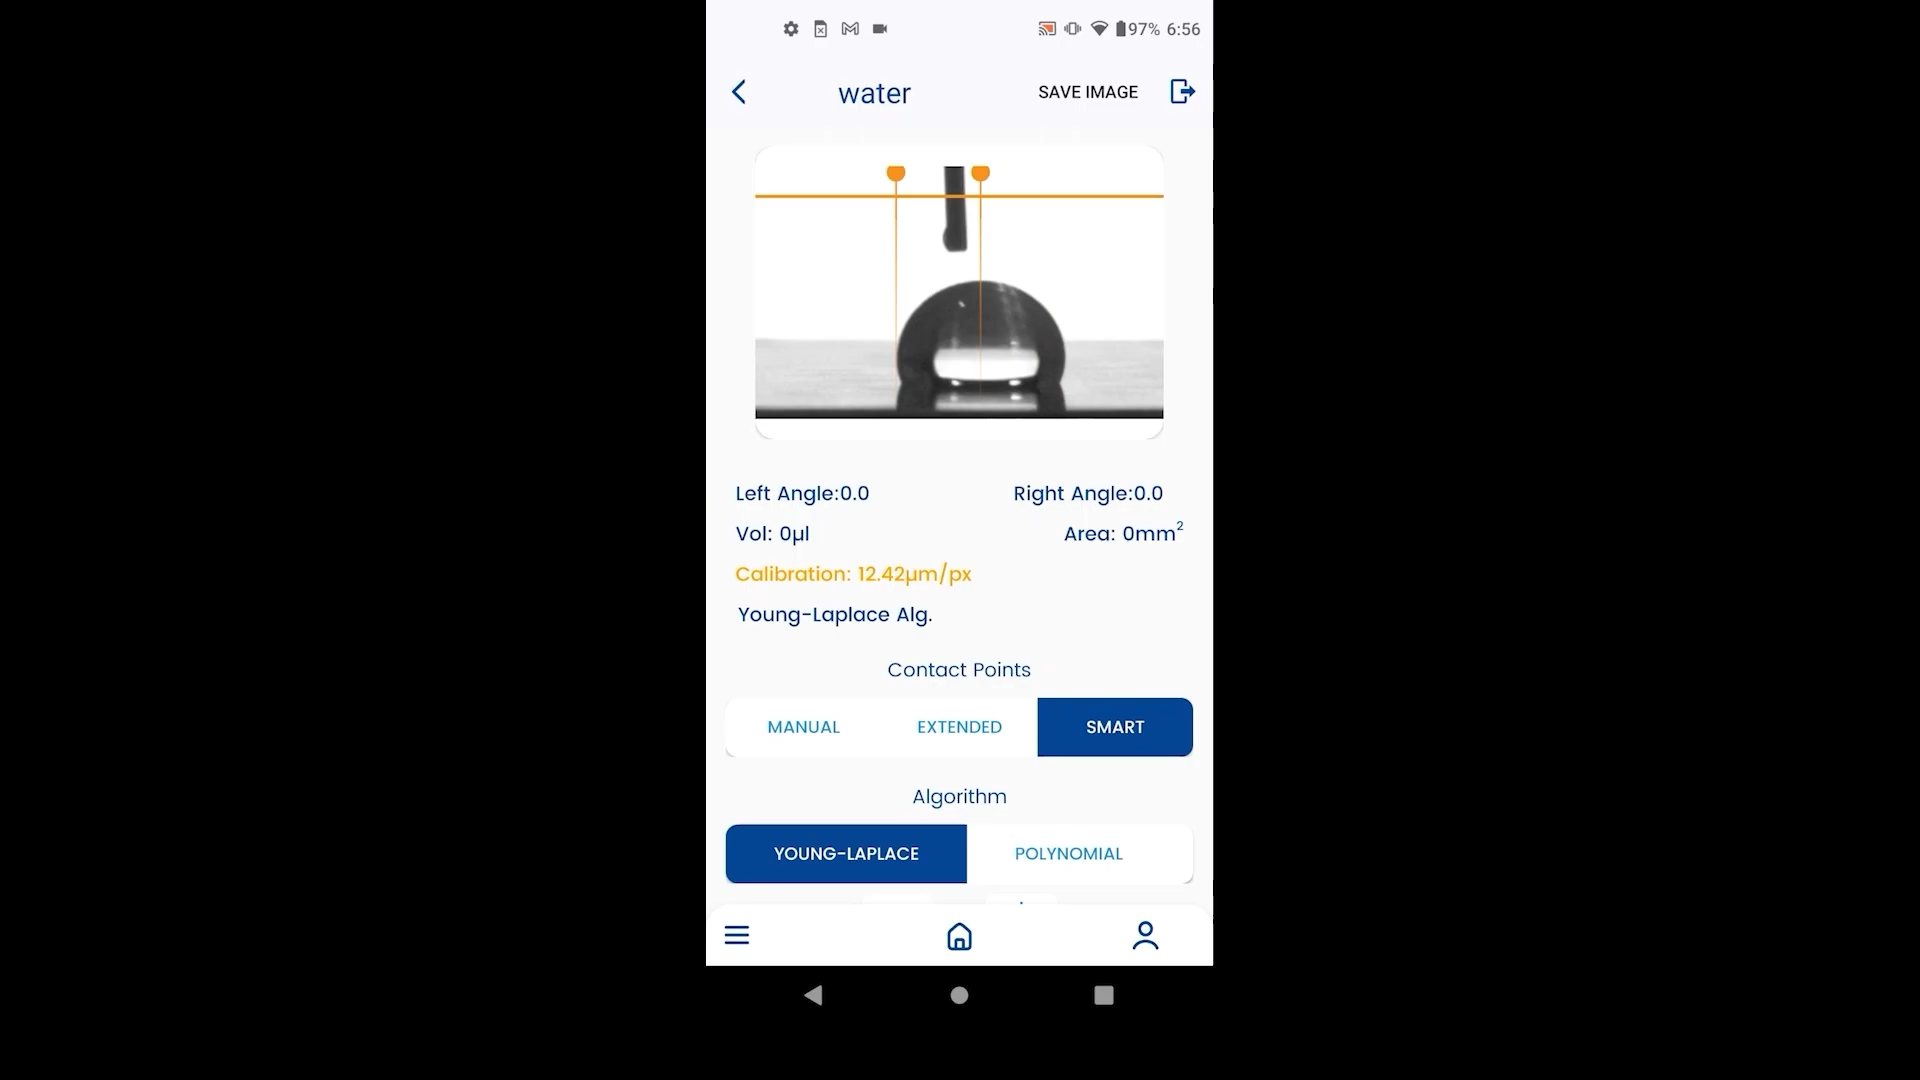 97% 6:56
water
SAVE IMAGE
Left Angle:0.0
Right Angle:0.0
Vol: 0µl
Area: 0mm²
Calibration: 12.42µm/px
Young-Laplace Alg.
Contact Points
MANUAL
EXTENDED
SMART
Algorithm
YOUNG-LAPLACE
POLYNOMIAL